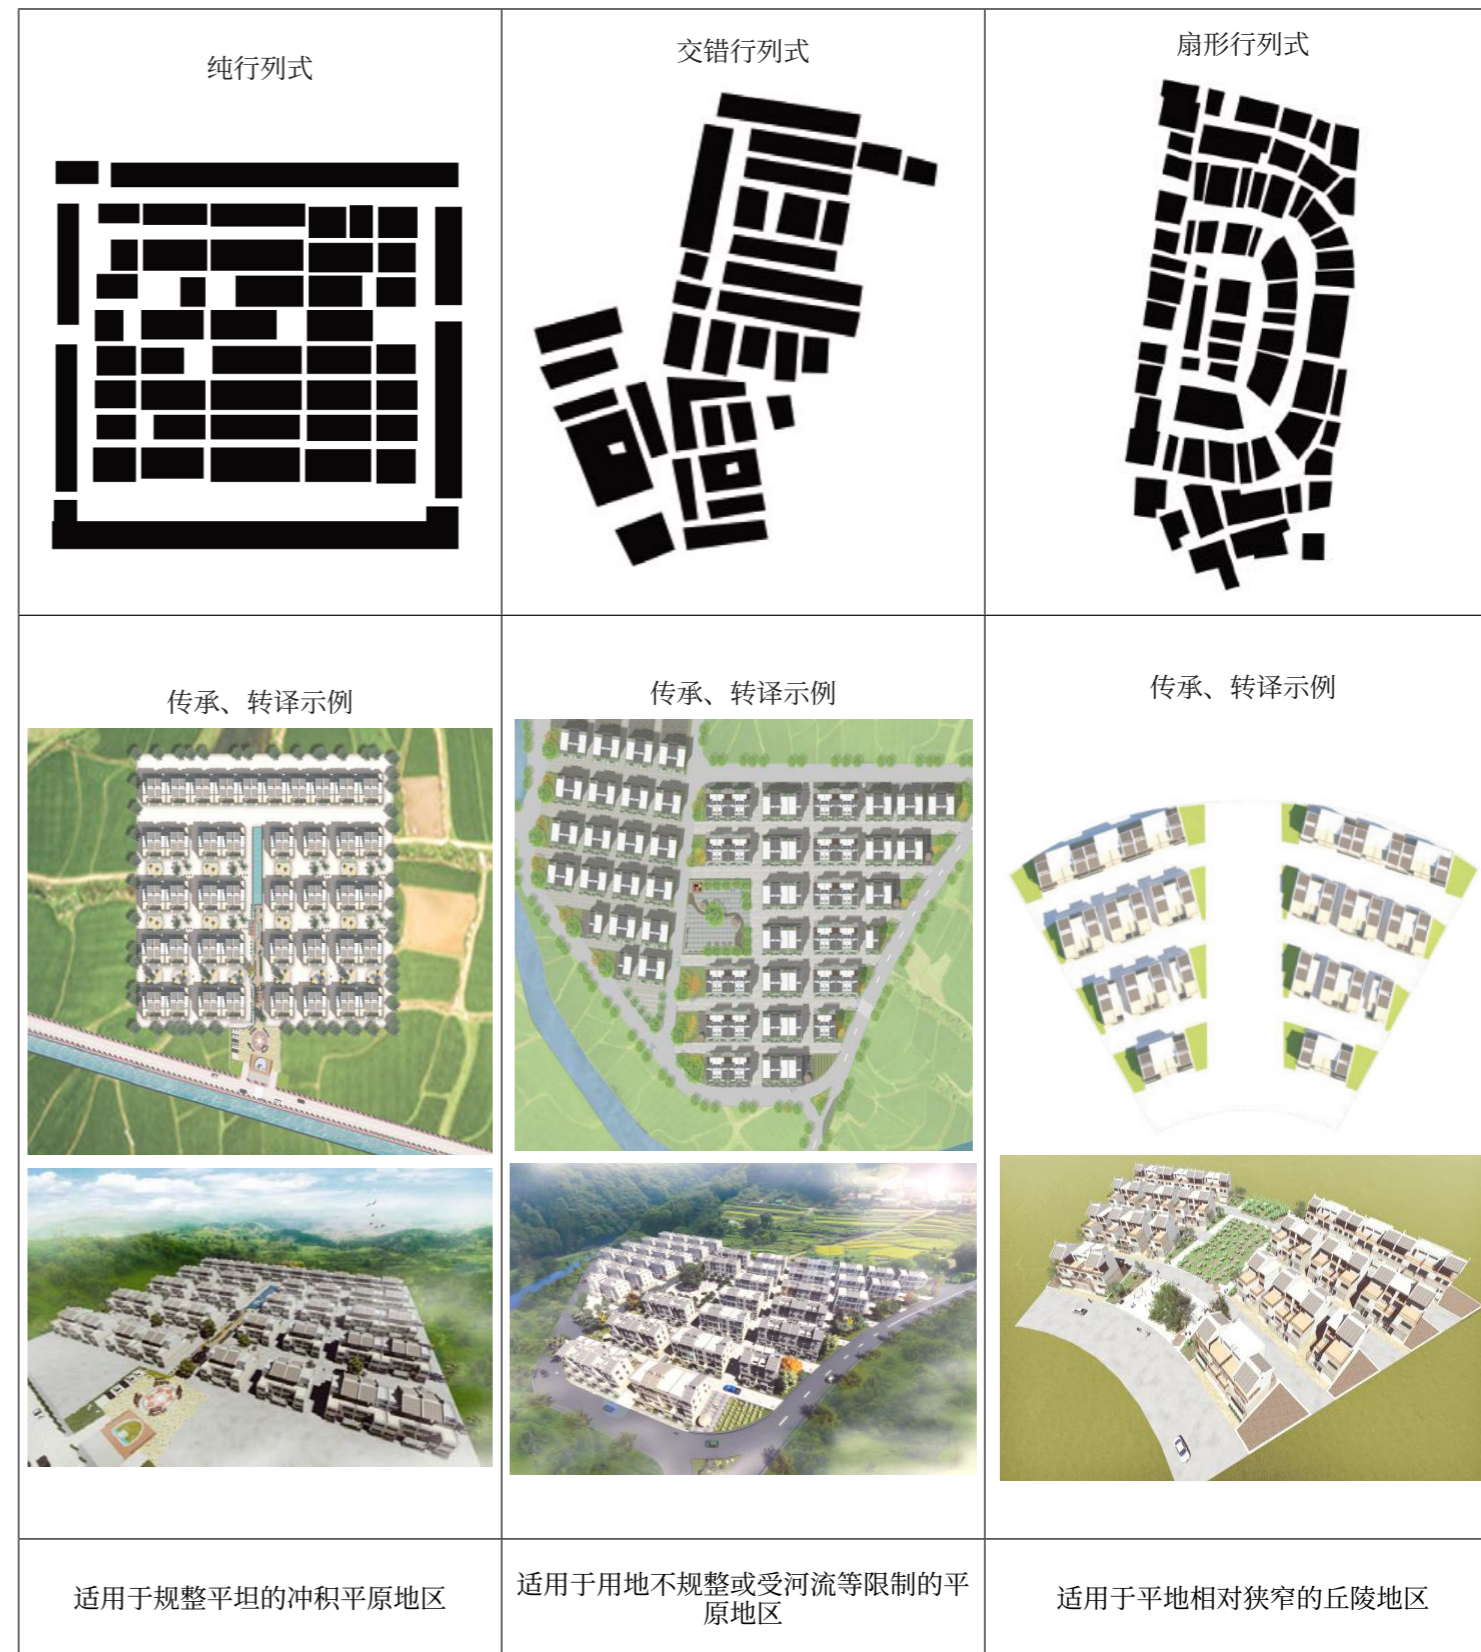 纯行列式
交错行列式
扇形行列式
传承、转译示例
传承、转译示例
传承、转译示例
适用于规整平坦的冲积平原地区
适用于用地不规整或受河流等限制的平
原地区
适用于平地相对狭窄的丘陵地区